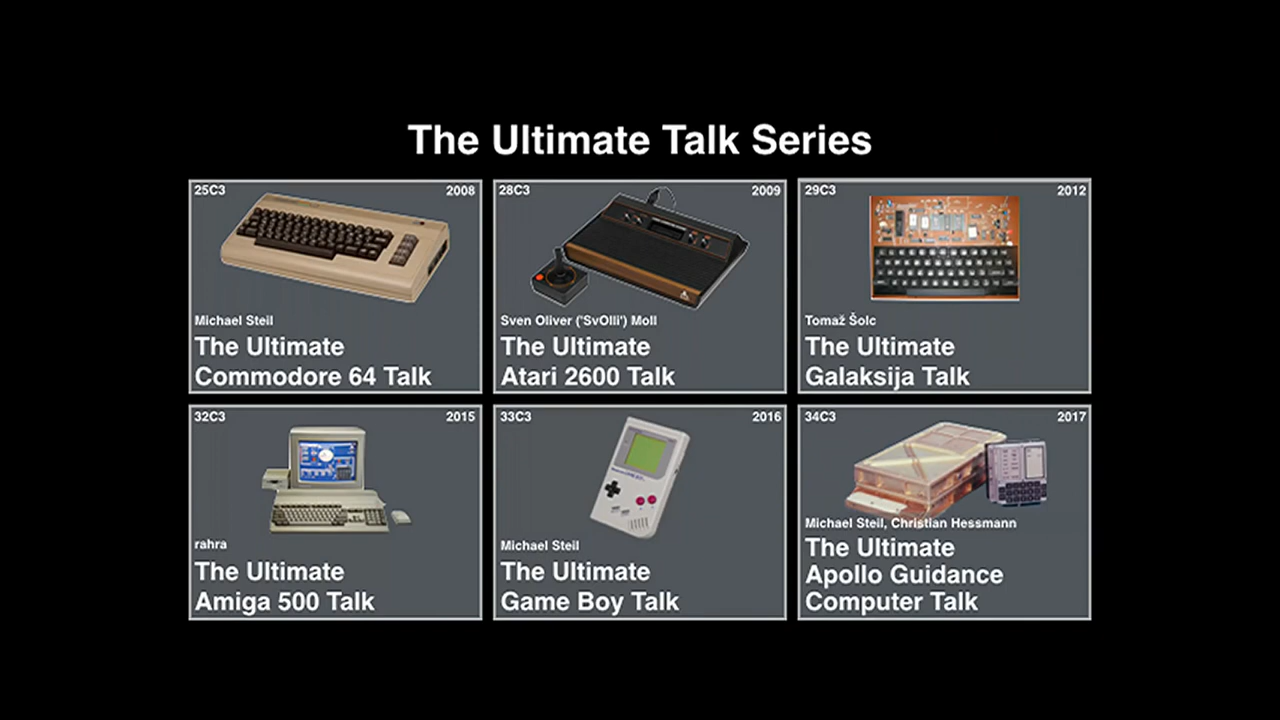 The Ultimate Talk Series
25C3
2008
Michael Steil
The Ultimate
Commodore 64 Talk
28C3
2009
Sven Oliver ('SvOlli') Moll
The Ultimate
Atari 2600 Talk
29C3
2012
Tomaž Šolc
The Ultimate
Galaksija Talk
32C3
2015
rahra
The Ultimate
Amiga 500 Talk
33C3
2016
Michael Steil
The Ultimate
Game Boy Talk
34C3
2017
Michael Steil, Christian Hessmann
The Ultimate
Apollo Guidance
Computer Talk